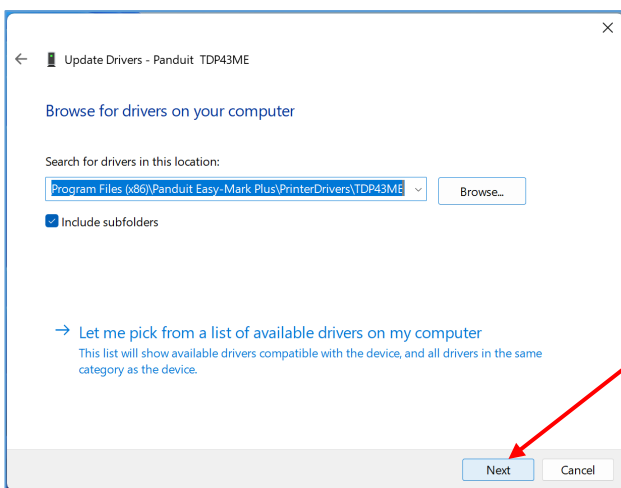 Update Drivers - Panduit TDP43ME
Browse for drivers on your computer
Search for drivers in this location:
Program Files (x86)\Panduit Easy-Mark Plus\PrinterDrivers\TDP43ME
Browse...
Include subfolders
Let me pick from a list of available drivers on my computer
This list will show available drivers compatible with the device, and all drivers in the same
category as the device.
Next
Cancel